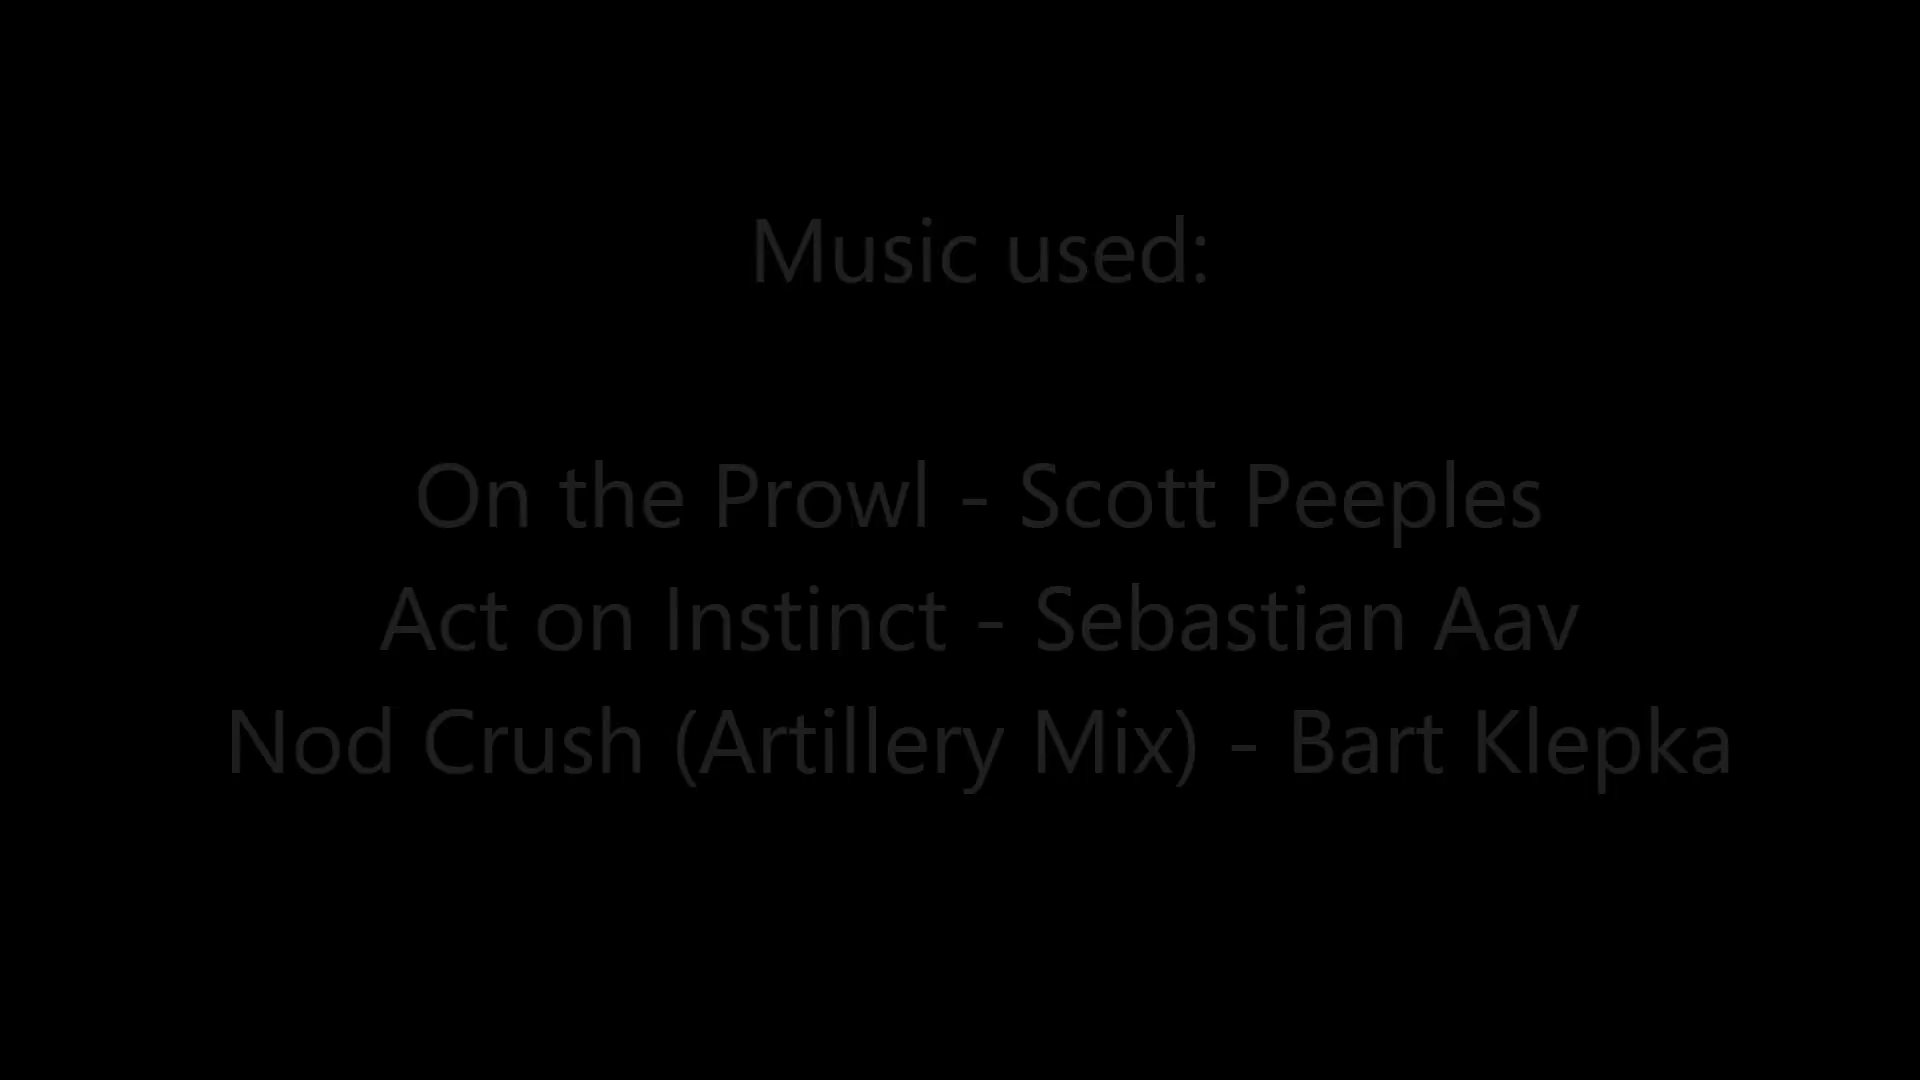 Music used:
On the Prowl - Scott Peeples
Act on Instinct - Sebastian Aav
Nod Crush (Artillery Mix) - Bart Klepka